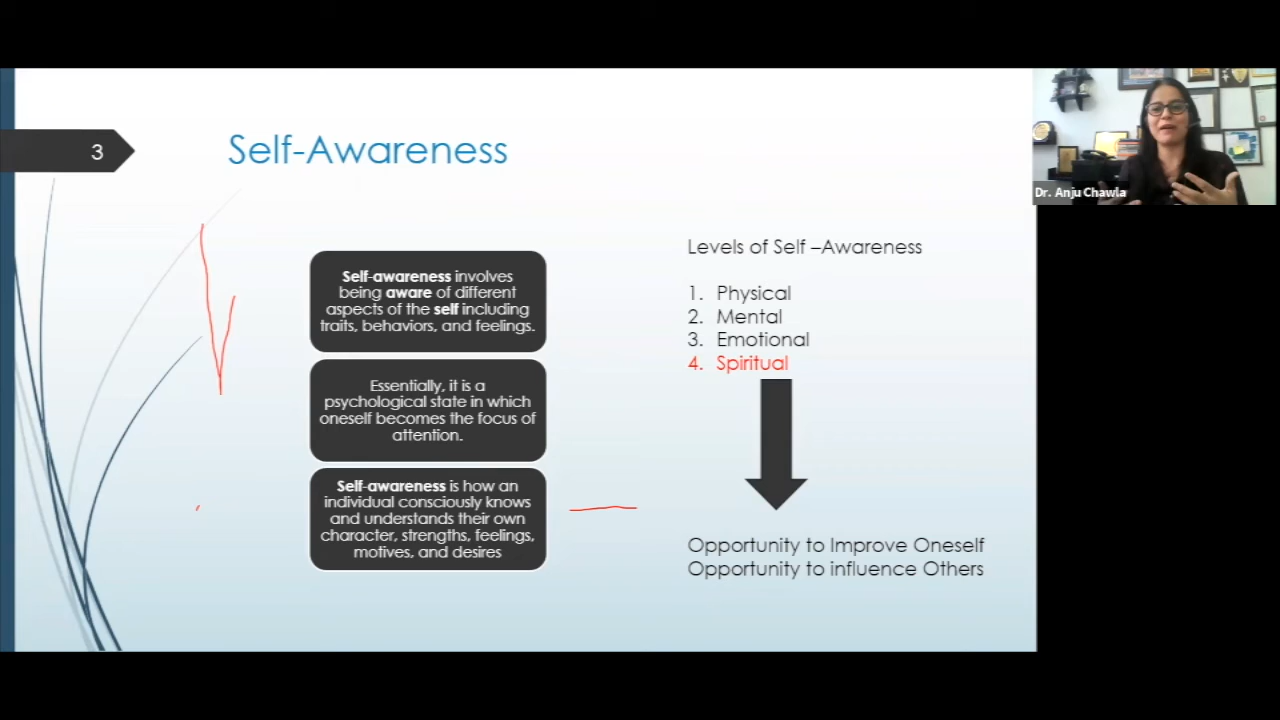 3
Self-Awareness
Self-awareness involves
being aware of different
aspects of the self including
traits, behaviors, and feelings.
Essentially, it is a
psychological state in which
oneself becomes the focus of
attention.
Self-awareness is how an
individual consciously knows
and understands their own
character, strengths, feelings,
motives, and desires
Levels of Self –Awareness
1. Physical
2. Mental
3. Emotional
4. Spiritual
Opportunity to Improve Oneself
Opportunity to influence Others
Dr. Anju Chawla